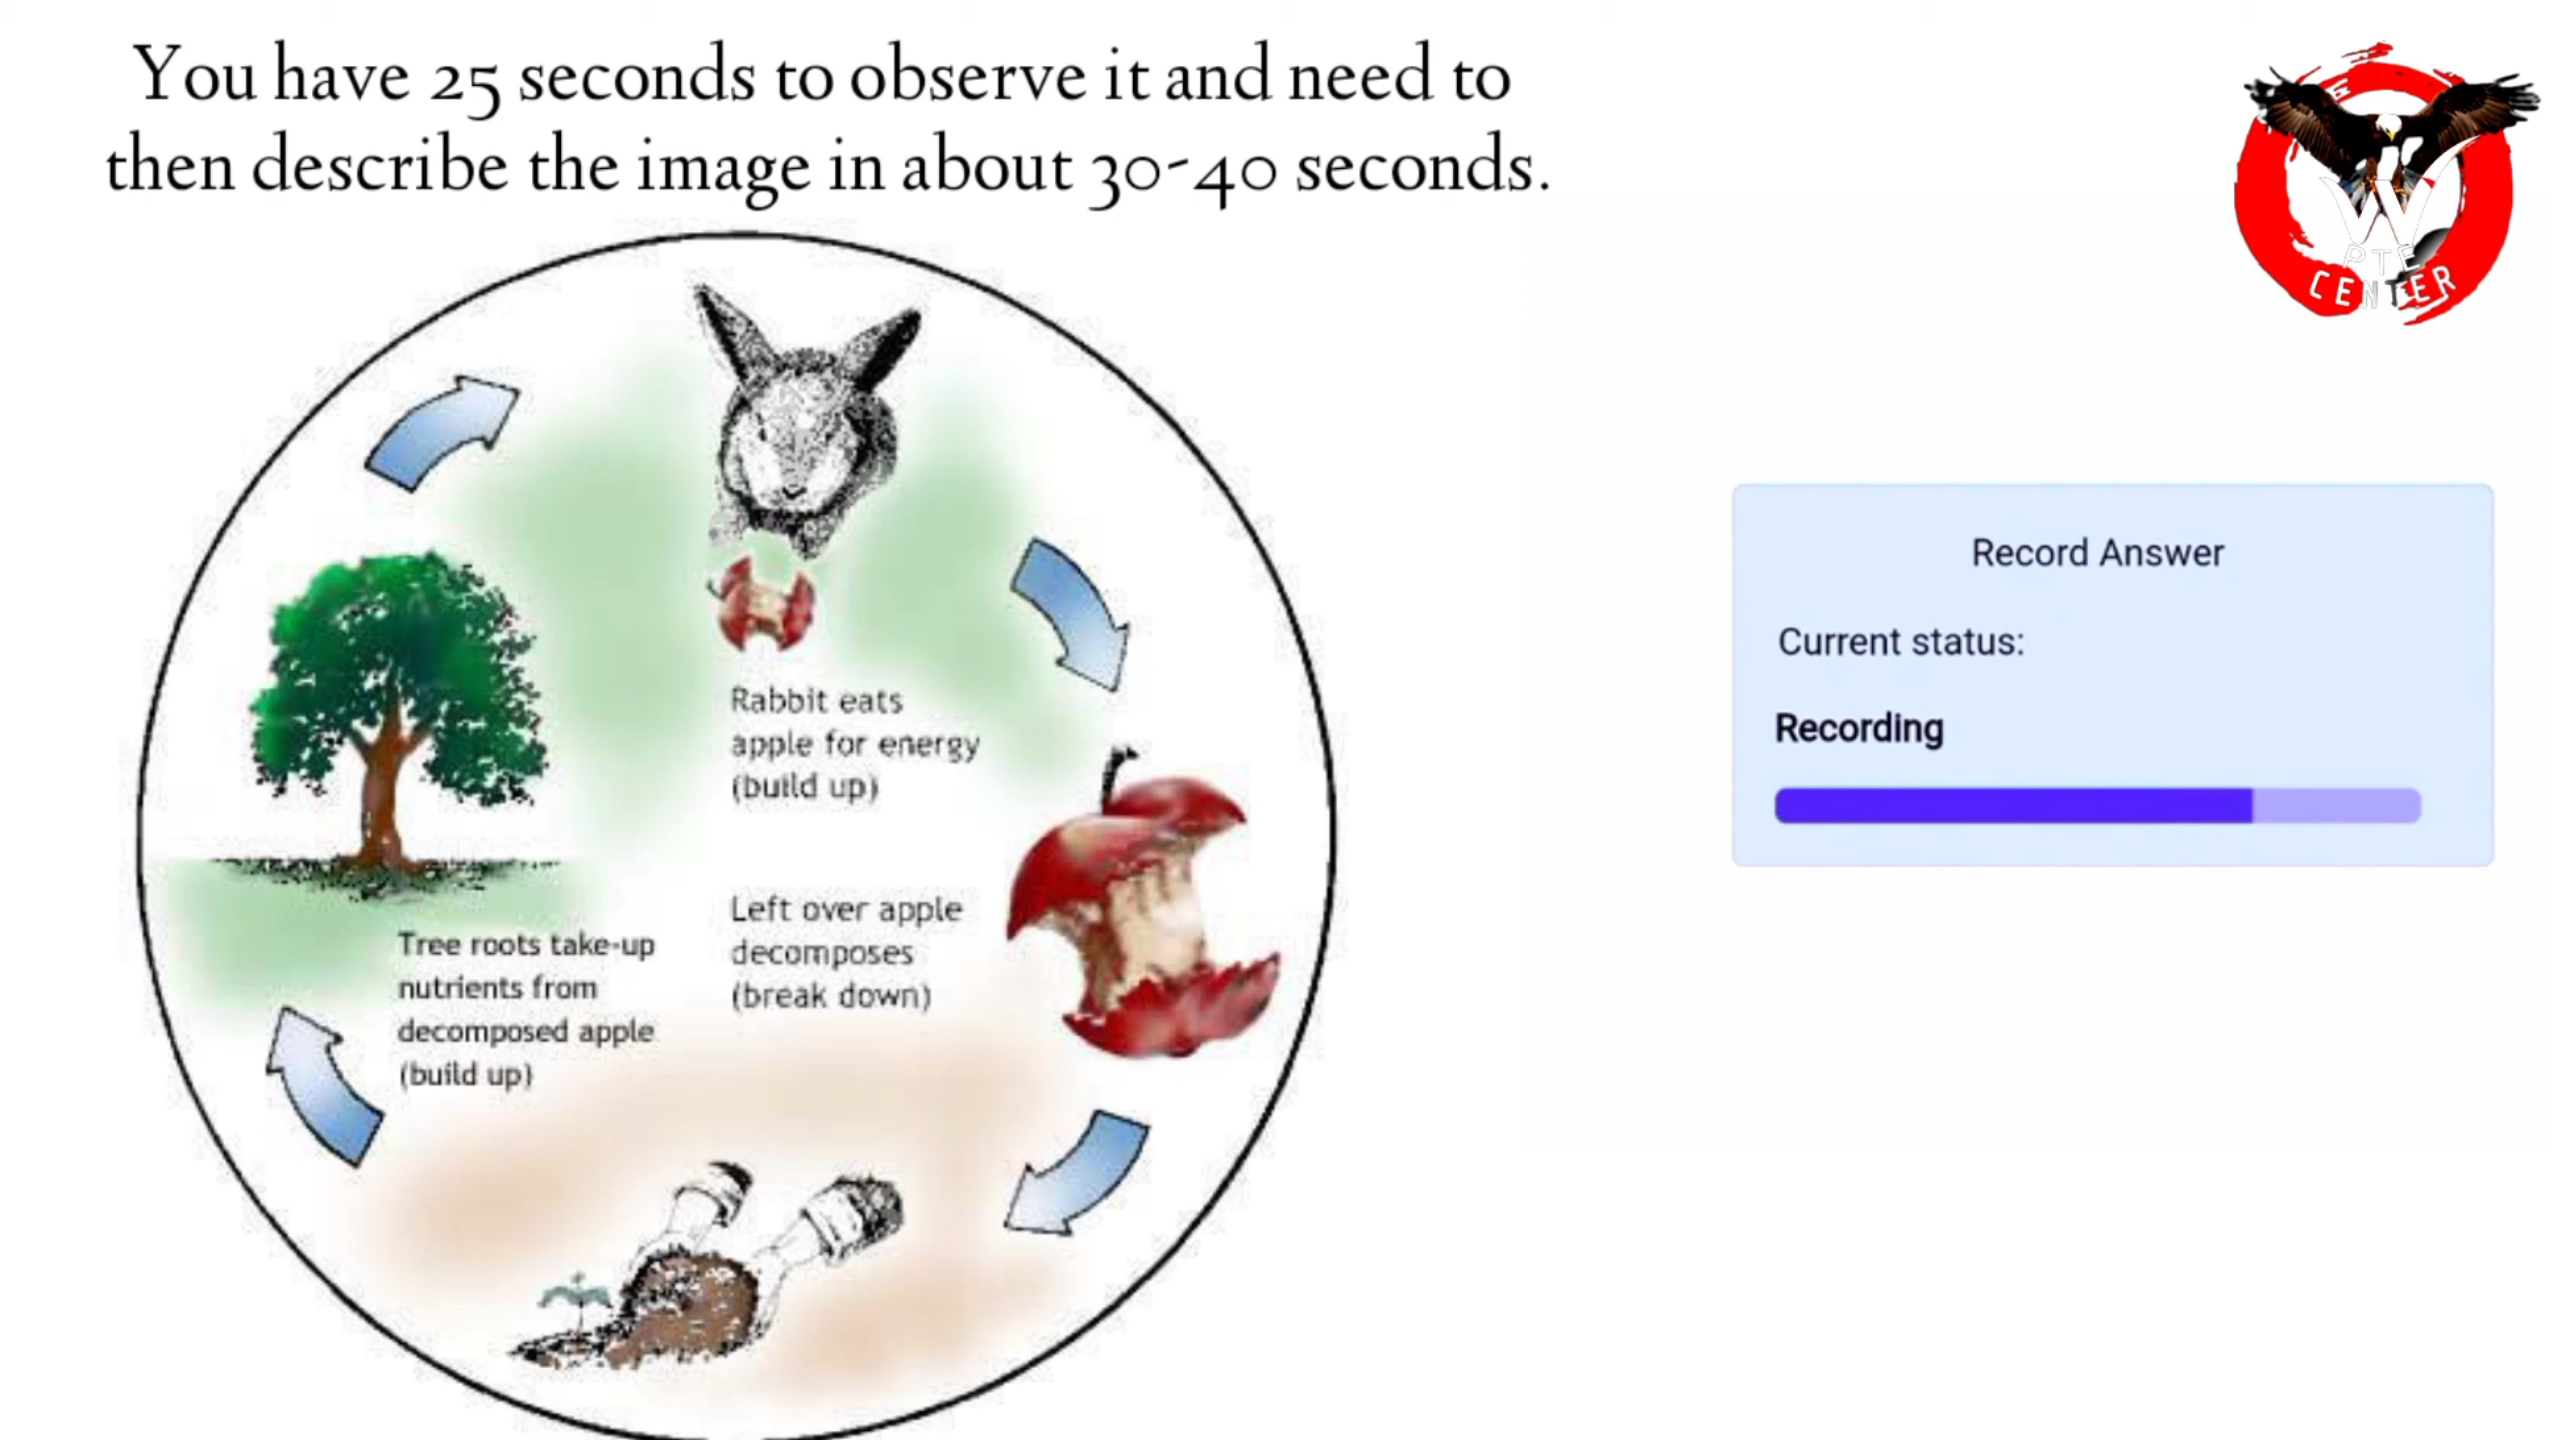 You have 25 seconds to observe it and need to
then describe the image in about 30-40 seconds.
PTE
CENTER
Rabbit eats
apple for energy
(build up)
Left over apple
decomposes
(break down)
Tree roots take-up
nutrients from
decomposed apple
(build up)
Record Answer
Current status:
Recording